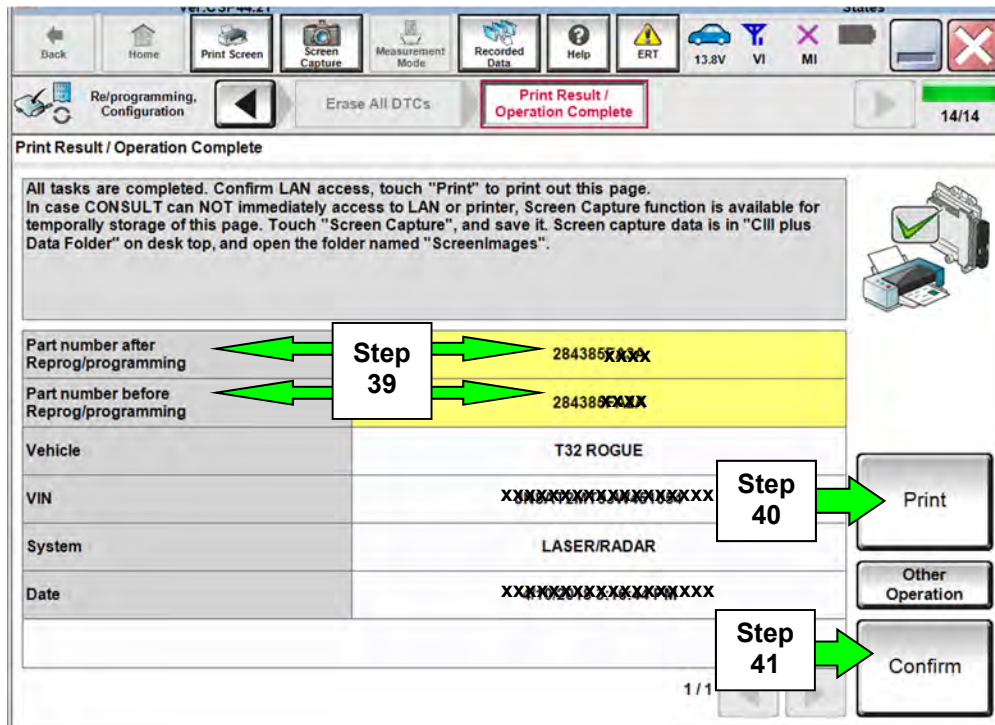 Back
Home
Print Screen
Screen
Capture
Measurement
Mode
Recorded
Data
Help
ERT
13.8V
VI
MI
Re/programming,
Configuration
Erase All DTCs
Print Result /
Operation Complete
14/14
Print Result / Operation Complete
All tasks are completed. Confirm LAN access, touch "Print" to print out this page.
In case CONSULT can NOT immediately access to LAN or printer, Screen Capture function is available for
temporally storage of this page. Touch "Screen Capture", and save it. Screen capture data is in "CIII plus
Data Folder" on desk top, and open the folder named "ScreenImages".
Part number after
Reprog/programming
Step
39
284385XXXX
Part number before
Reprog/programming
284385XXXX
Vehicle
T32 ROGUE
VIN
XXXXXXXXXXXXXXXXXX
Step
40
Print
System
LASER/RADAR
Date
XXXXXXXXXXXXXXXXXX
Other
Operation
Step
41
Confirm
1/1